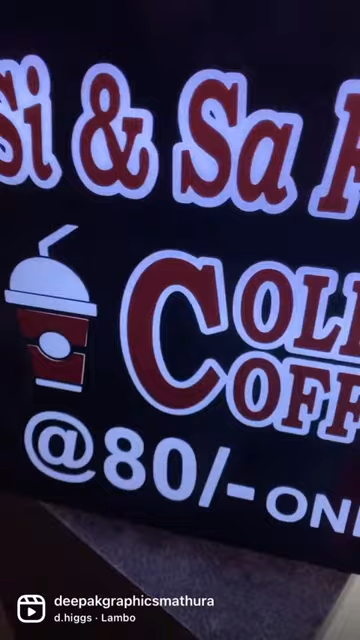 Si & Sa
COL
COFF
@80/- ON
deepakgraphicsmathura
d.higgs · Lambo